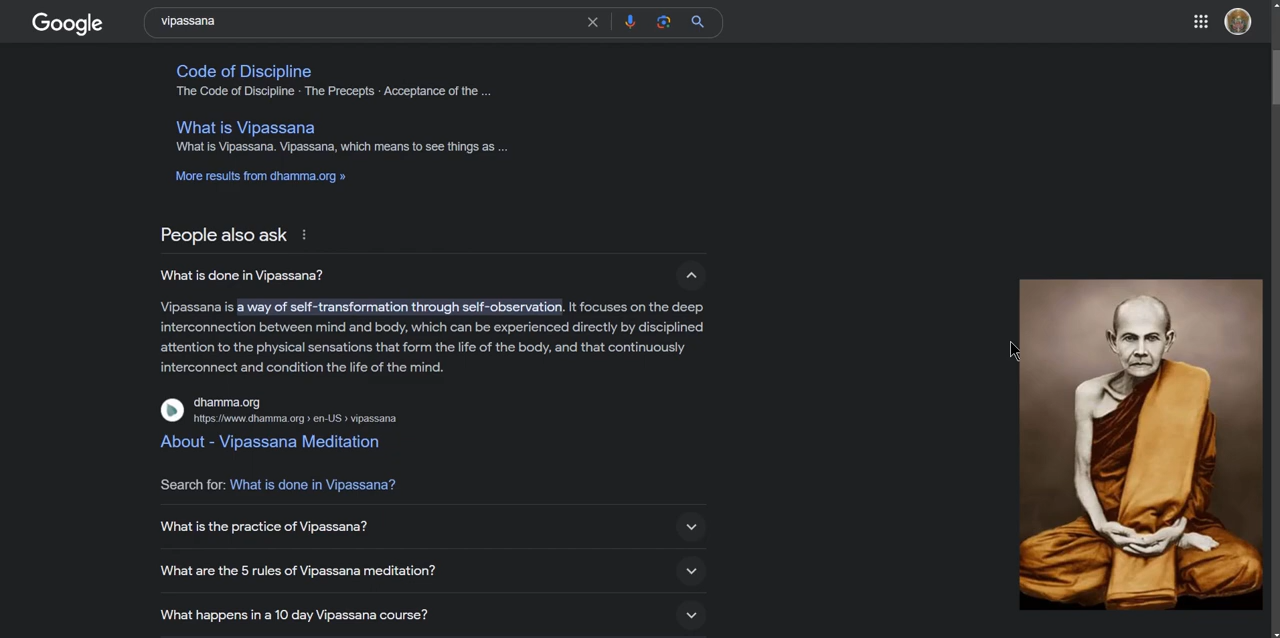 Google
vipassana
Code of Discipline
The Code of Discipline · The Precepts · Acceptance of the ...
What is Vipassana
What is Vipassana. Vipassana, which means to see things as ...
More results from dhamma.org »
People also ask
What is done in Vipassana?
Vipassana is a way of self-transformation through self-observation. It focuses on the deep
interconnection between mind and body, which can be experienced directly by disciplined
attention to the physical sensations that form the life of the body, and that continuously
interconnect and condition the life of the mind.
dhamma.org
https://www.dhamma.org › en-US › vipassana
About - Vipassana Meditation
Search for: What is done in Vipassana?
What is the practice of Vipassana?
What are the 5 rules of Vipassana meditation?
What happens in a 10 day Vipassana course?